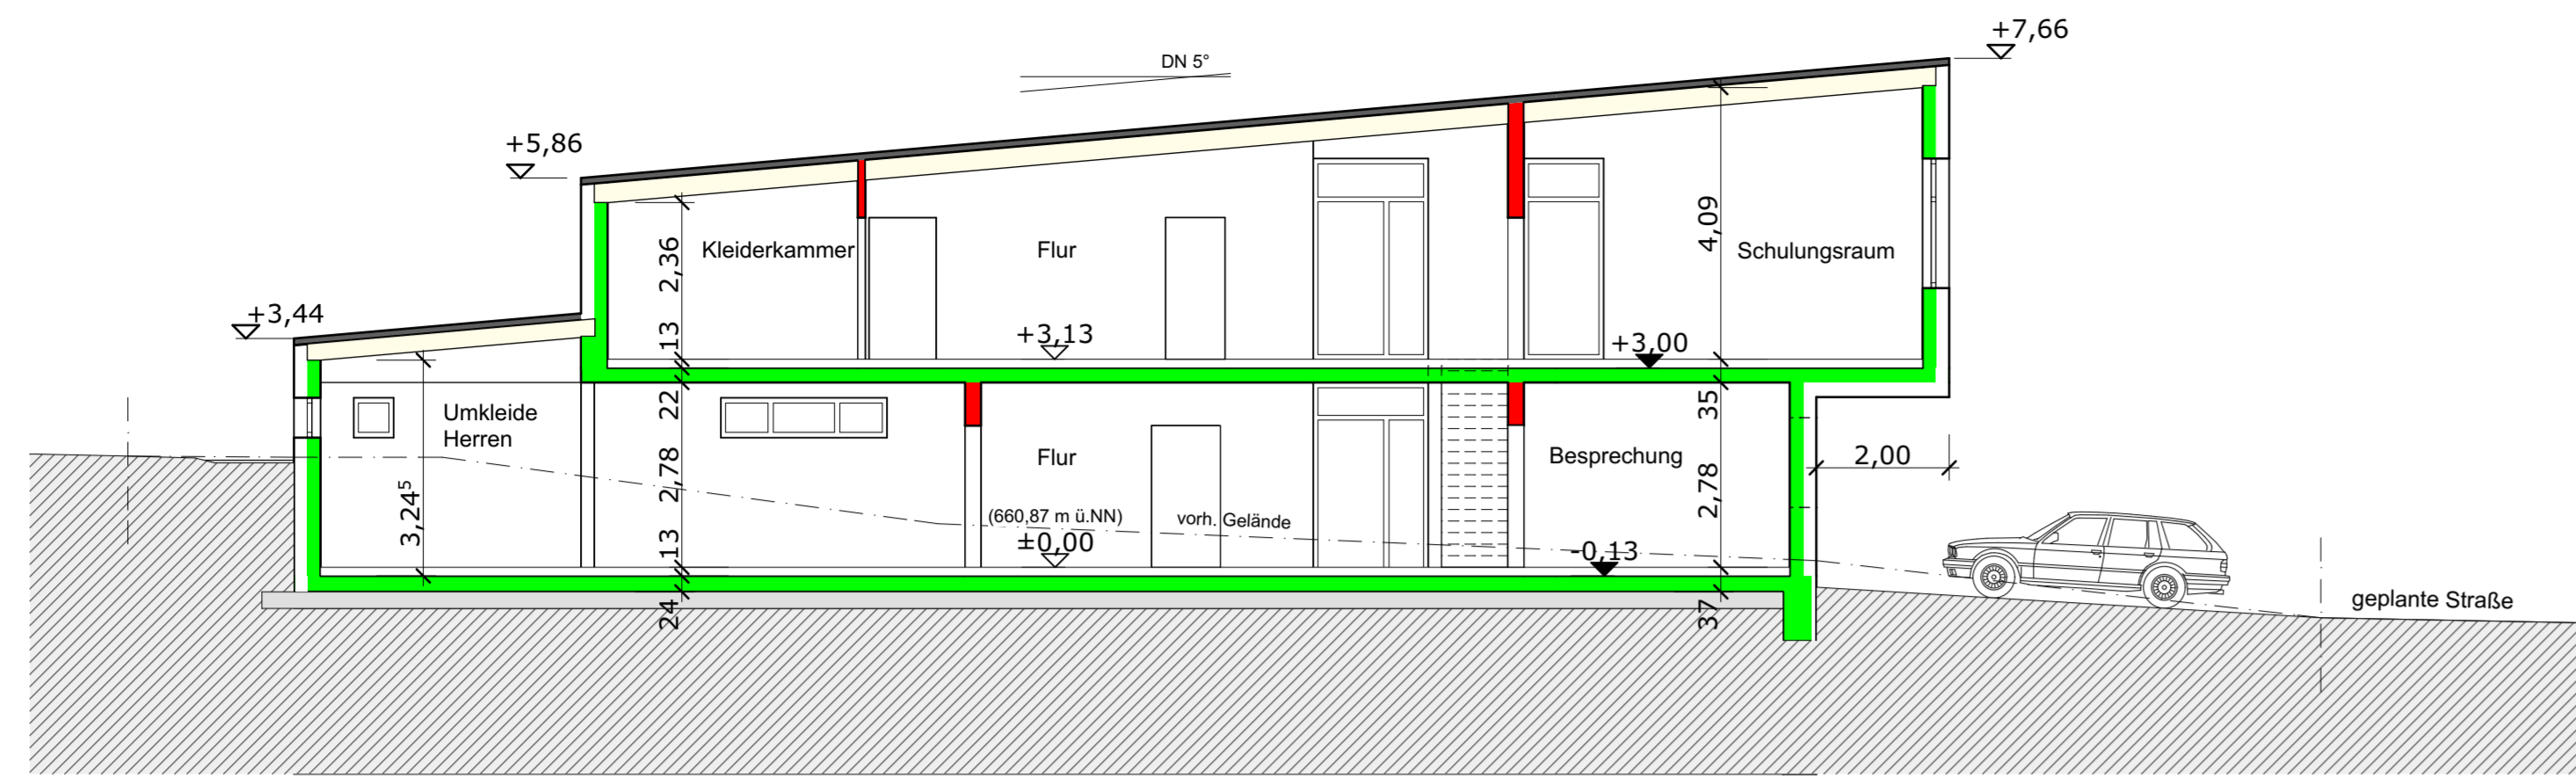 +7,66
DN 5°
+5,86
+3,44
2,36
Kleiderkammer
Flur
4,09
Schulungsraum
13
+3,13
+3,00
Umkleide
Herren
22
35
2,00
Flur
Besprechung
3,24⁵
2,78
2,78
(660,87 m ü.NN)
vorh. Gelände
±0,00
-0,13
13
24
37
geplante Straße